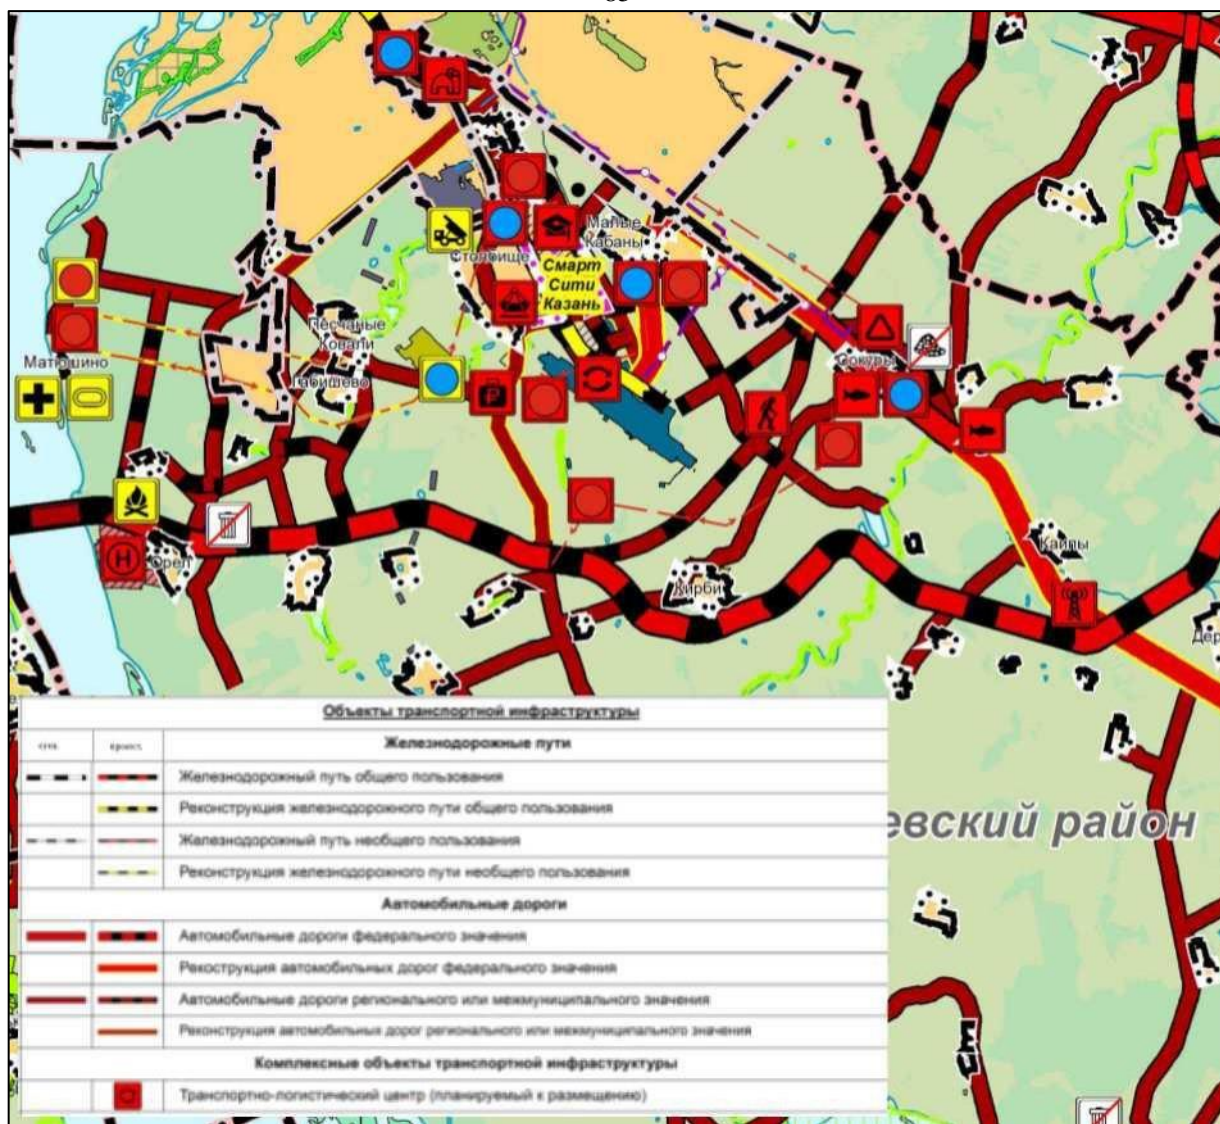 Малые
Кабаны
Столбище
Смарт
Сити
Казань
Песчаные
Ковали
Габишево
Матюшино
Сокуры
Орел
Кирби
Каипы
Дер
евский район
Объекты транспортной инфраструктуры
Железнодорожные пути
Железнодорожный путь общего пользования
Реконструкция железнодорожного пути общего пользования
Железнодорожный путь необщего пользования
Реконструкция железнодорожного пути необщего пользования
Автомобильные дороги
Автомобильные дороги федерального значения
Рекострукция автомобильных дорог федерального значения
Автомобильные дороги регионального или межмуниципального значения
Реконструкция автомобильных дорог регионального или межмуниципального значения
Комплексные объекты транспортной инфраструктуры
Транспортно-логистический центр (планируемый к размещению)